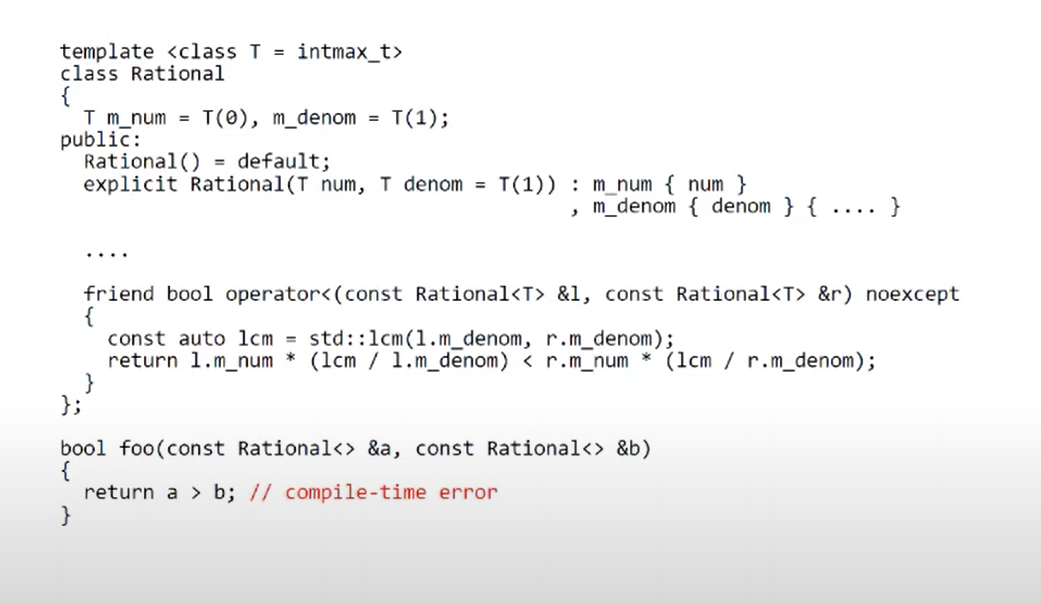 template <class T = intmax_t>
class Rational
{
  T m_num = T(0), m_denom = T(1);
public:
  Rational() = default;
  explicit Rational(T num, T denom = T(1)) : m_num { num }
                                           , m_denom { denom } { .... }

  ....

  friend bool operator<(const Rational<T> &l, const Rational<T> &r) noexcept
  {
    const auto lcm = std::lcm(l.m_denom, r.m_denom);
    return l.m_num * (lcm / l.m_denom) < r.m_num * (lcm / r.m_denom);
  }
};

bool foo(const Rational<> &a, const Rational<> &b)
{
  return a > b; // compile-time error
}